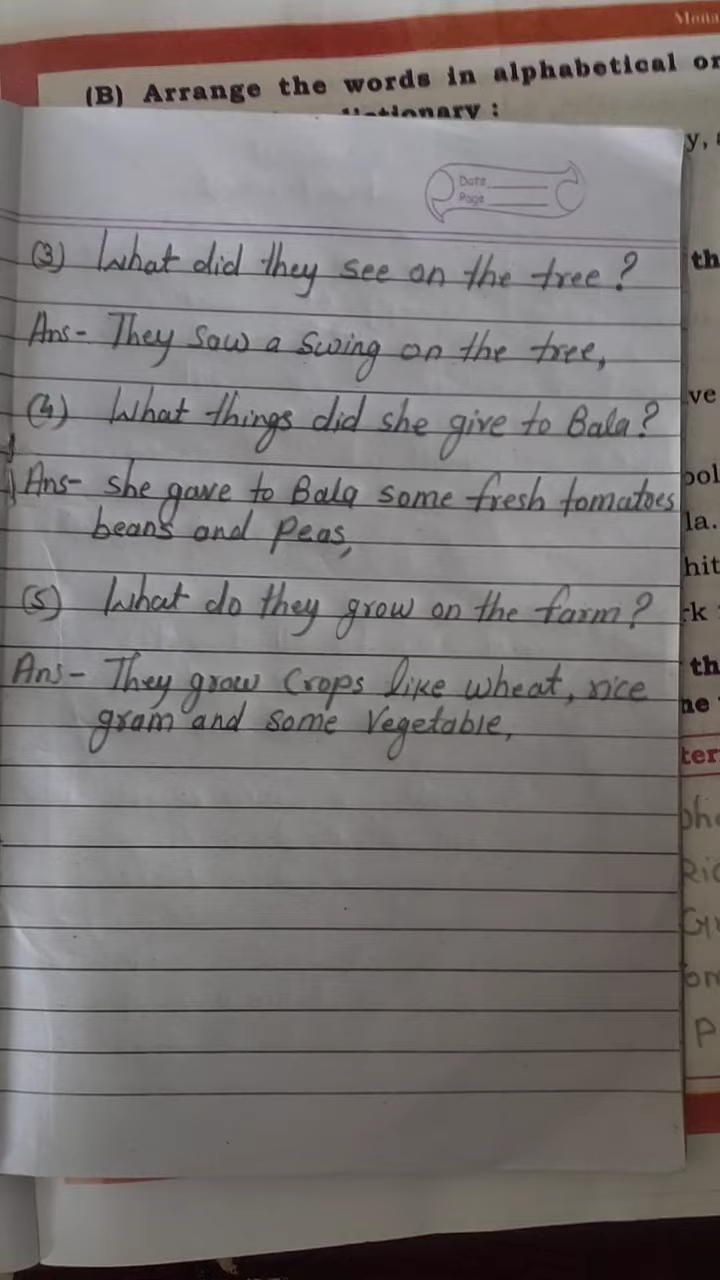 (B) Arrange the words in alphabetical
Date
Page
(3) What did they see on the tree?
Ans- They saw a swing on the tree,
(4) What things did she give to Bala?
Ans- she gave to Bala some fresh tomatoes
beans and peas,
(5) What do they grow on the farm?
Ans- They grow crops like wheat, rice
gram and some vegetable,